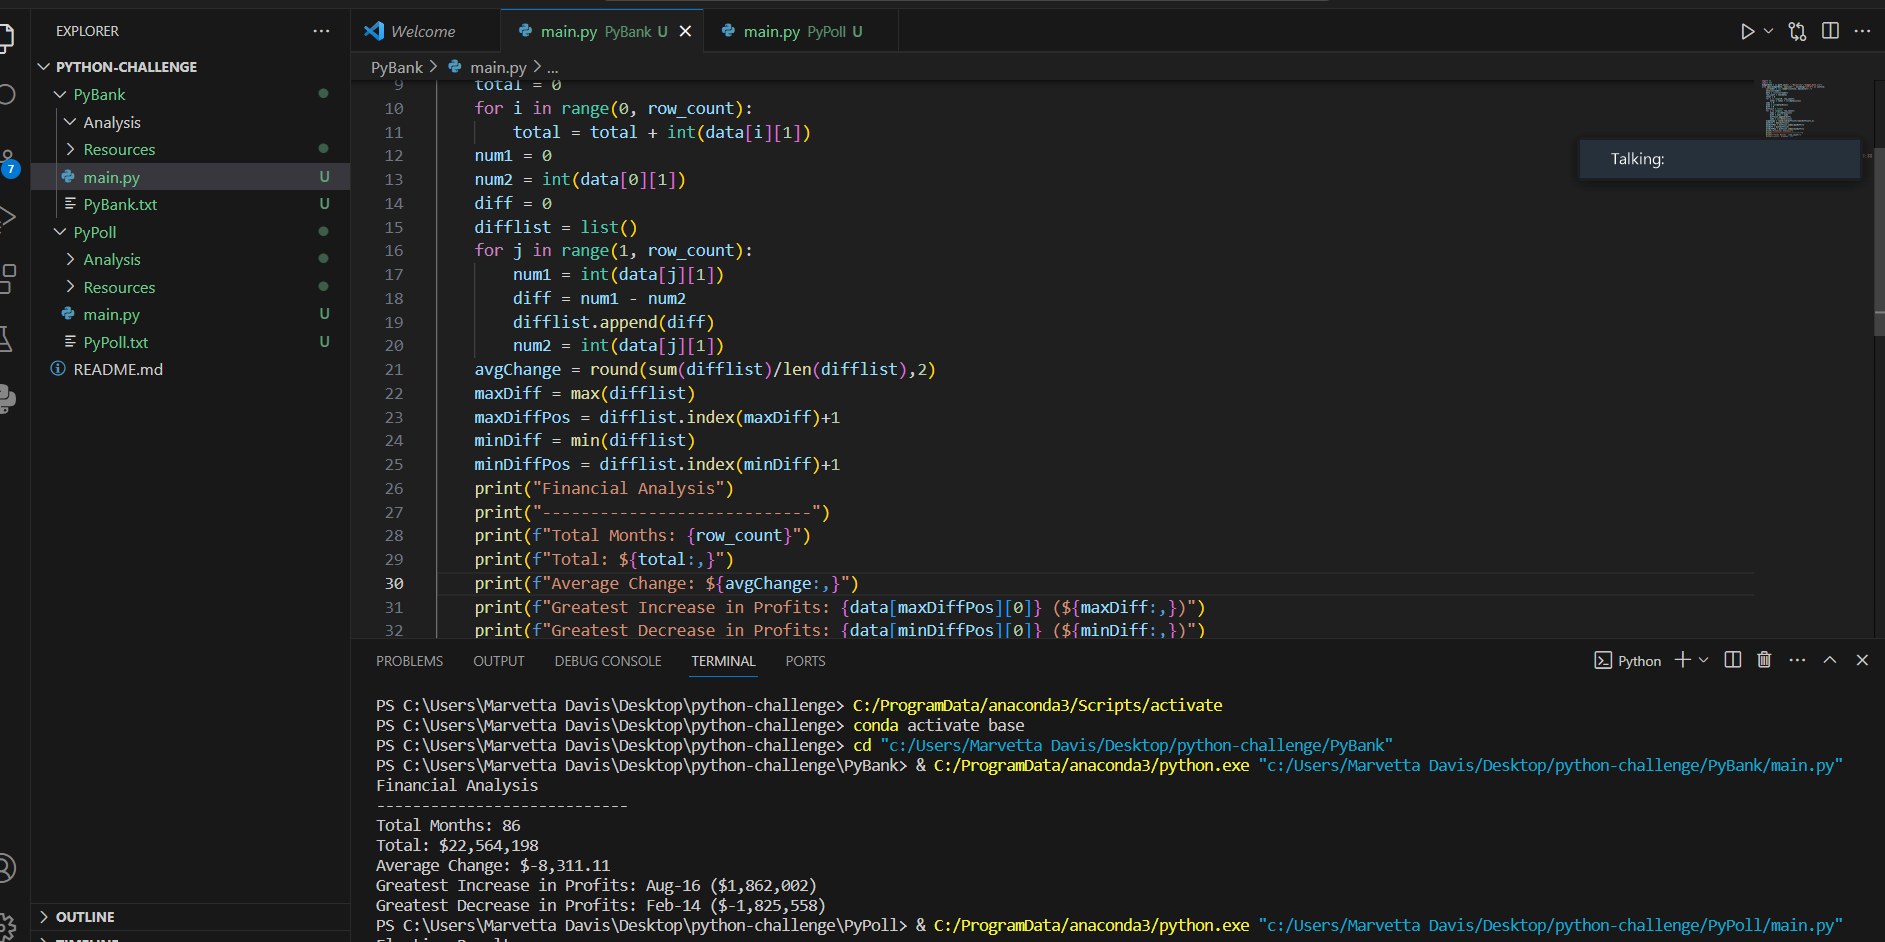 EXPLORER
Welcome
main.py PyBank U
main.py PyPoll U
PYTHON-CHALLENGE
PyBank
Analysis
Resources
main.py U
PyBank.txt U
PyPoll
Analysis
Resources
main.py U
PyPoll.txt U
README.md
7
OUTLINE
TIMELINE
PyBank > main.py > ...
9 total = 0
10 for i in range(0, row_count):
11 total = total + int(data[i][1])
12 num1 = 0
13 num2 = int(data[0][1])
14 diff = 0
15 difflist = list()
16 for j in range(1, row_count):
17 num1 = int(data[j][1])
18 diff = num1 - num2
19 difflist.append(diff)
20 num2 = int(data[j][1])
21 avgChange = round(sum(difflist)/len(difflist),2)
22 maxDiff = max(difflist)
23 maxDiffPos = difflist.index(maxDiff)+1
24 minDiff = min(difflist)
25 minDiffPos = difflist.index(minDiff)+1
26 print("Financial Analysis")
27 print("----------------------------")
28 print(f"Total Months: {row_count}")
29 print(f"Total: ${total:,}")
30 print(f"Average Change: ${avgChange:,}")
31 print(f"Greatest Increase in Profits: {data[maxDiffPos][0]} (${maxDiff:,})")
32 print(f"Greatest Decrease in Profits: {data[minDiffPos][0]} (${minDiff:,})")
Talking:
PROBLEMS OUTPUT DEBUG CONSOLE TERMINAL PORTS
Python
PS C:\Users\Marvetta Davis\Desktop\python-challenge> C:/ProgramData/anaconda3/Scripts/activate
PS C:\Users\Marvetta Davis\Desktop\python-challenge> conda activate base
PS C:\Users\Marvetta Davis\Desktop\python-challenge> cd "c:/Users/Marvetta Davis/Desktop/python-challenge/PyBank"
PS C:\Users\Marvetta Davis\Desktop\python-challenge\PyBank> & C:/ProgramData/anaconda3/python.exe "c:/Users/Marvetta Davis/Desktop/python-challenge/PyBank/main.py"
Financial Analysis
----------------------------
Total Months: 86
Total: $22,564,198
Average Change: $-8,311.11
Greatest Increase in Profits: Aug-16 ($1,862,002)
Greatest Decrease in Profits: Feb-14 ($-1,825,558)
PS C:\Users\Marvetta Davis\Desktop\python-challenge\PyPoll> & C:/ProgramData/anaconda3/python.exe "c:/Users/Marvetta Davis/Desktop/python-challenge/PyPoll/main.py"